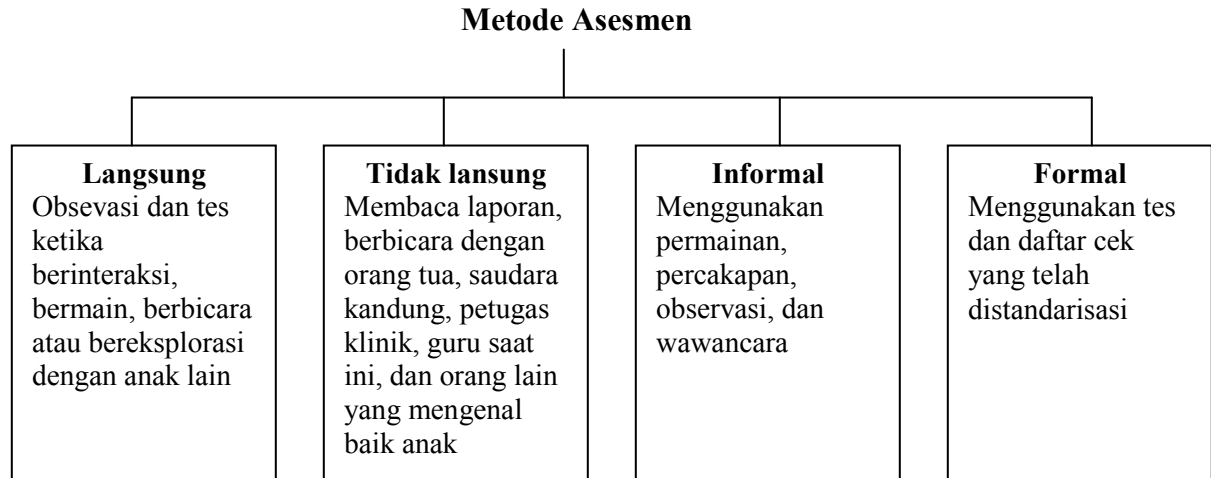 Metode Asesmen
Langsung
Obsevasi dan tes
ketika
berinteraksi,
bermain, berbicara
atau bereksplorasi
dengan anak lain
Tidak lansung
Membaca laporan,
berbicara dengan
orang tua, saudara
kandung, petugas
klinik, guru saat
ini, dan orang lain
yang mengenal
baik anak
Informal
Menggunakan
permainan,
percakapan,
observasi, dan
wawancara
Formal
Menggunakan tes
dan daftar cek
yang telah
distandarisasi